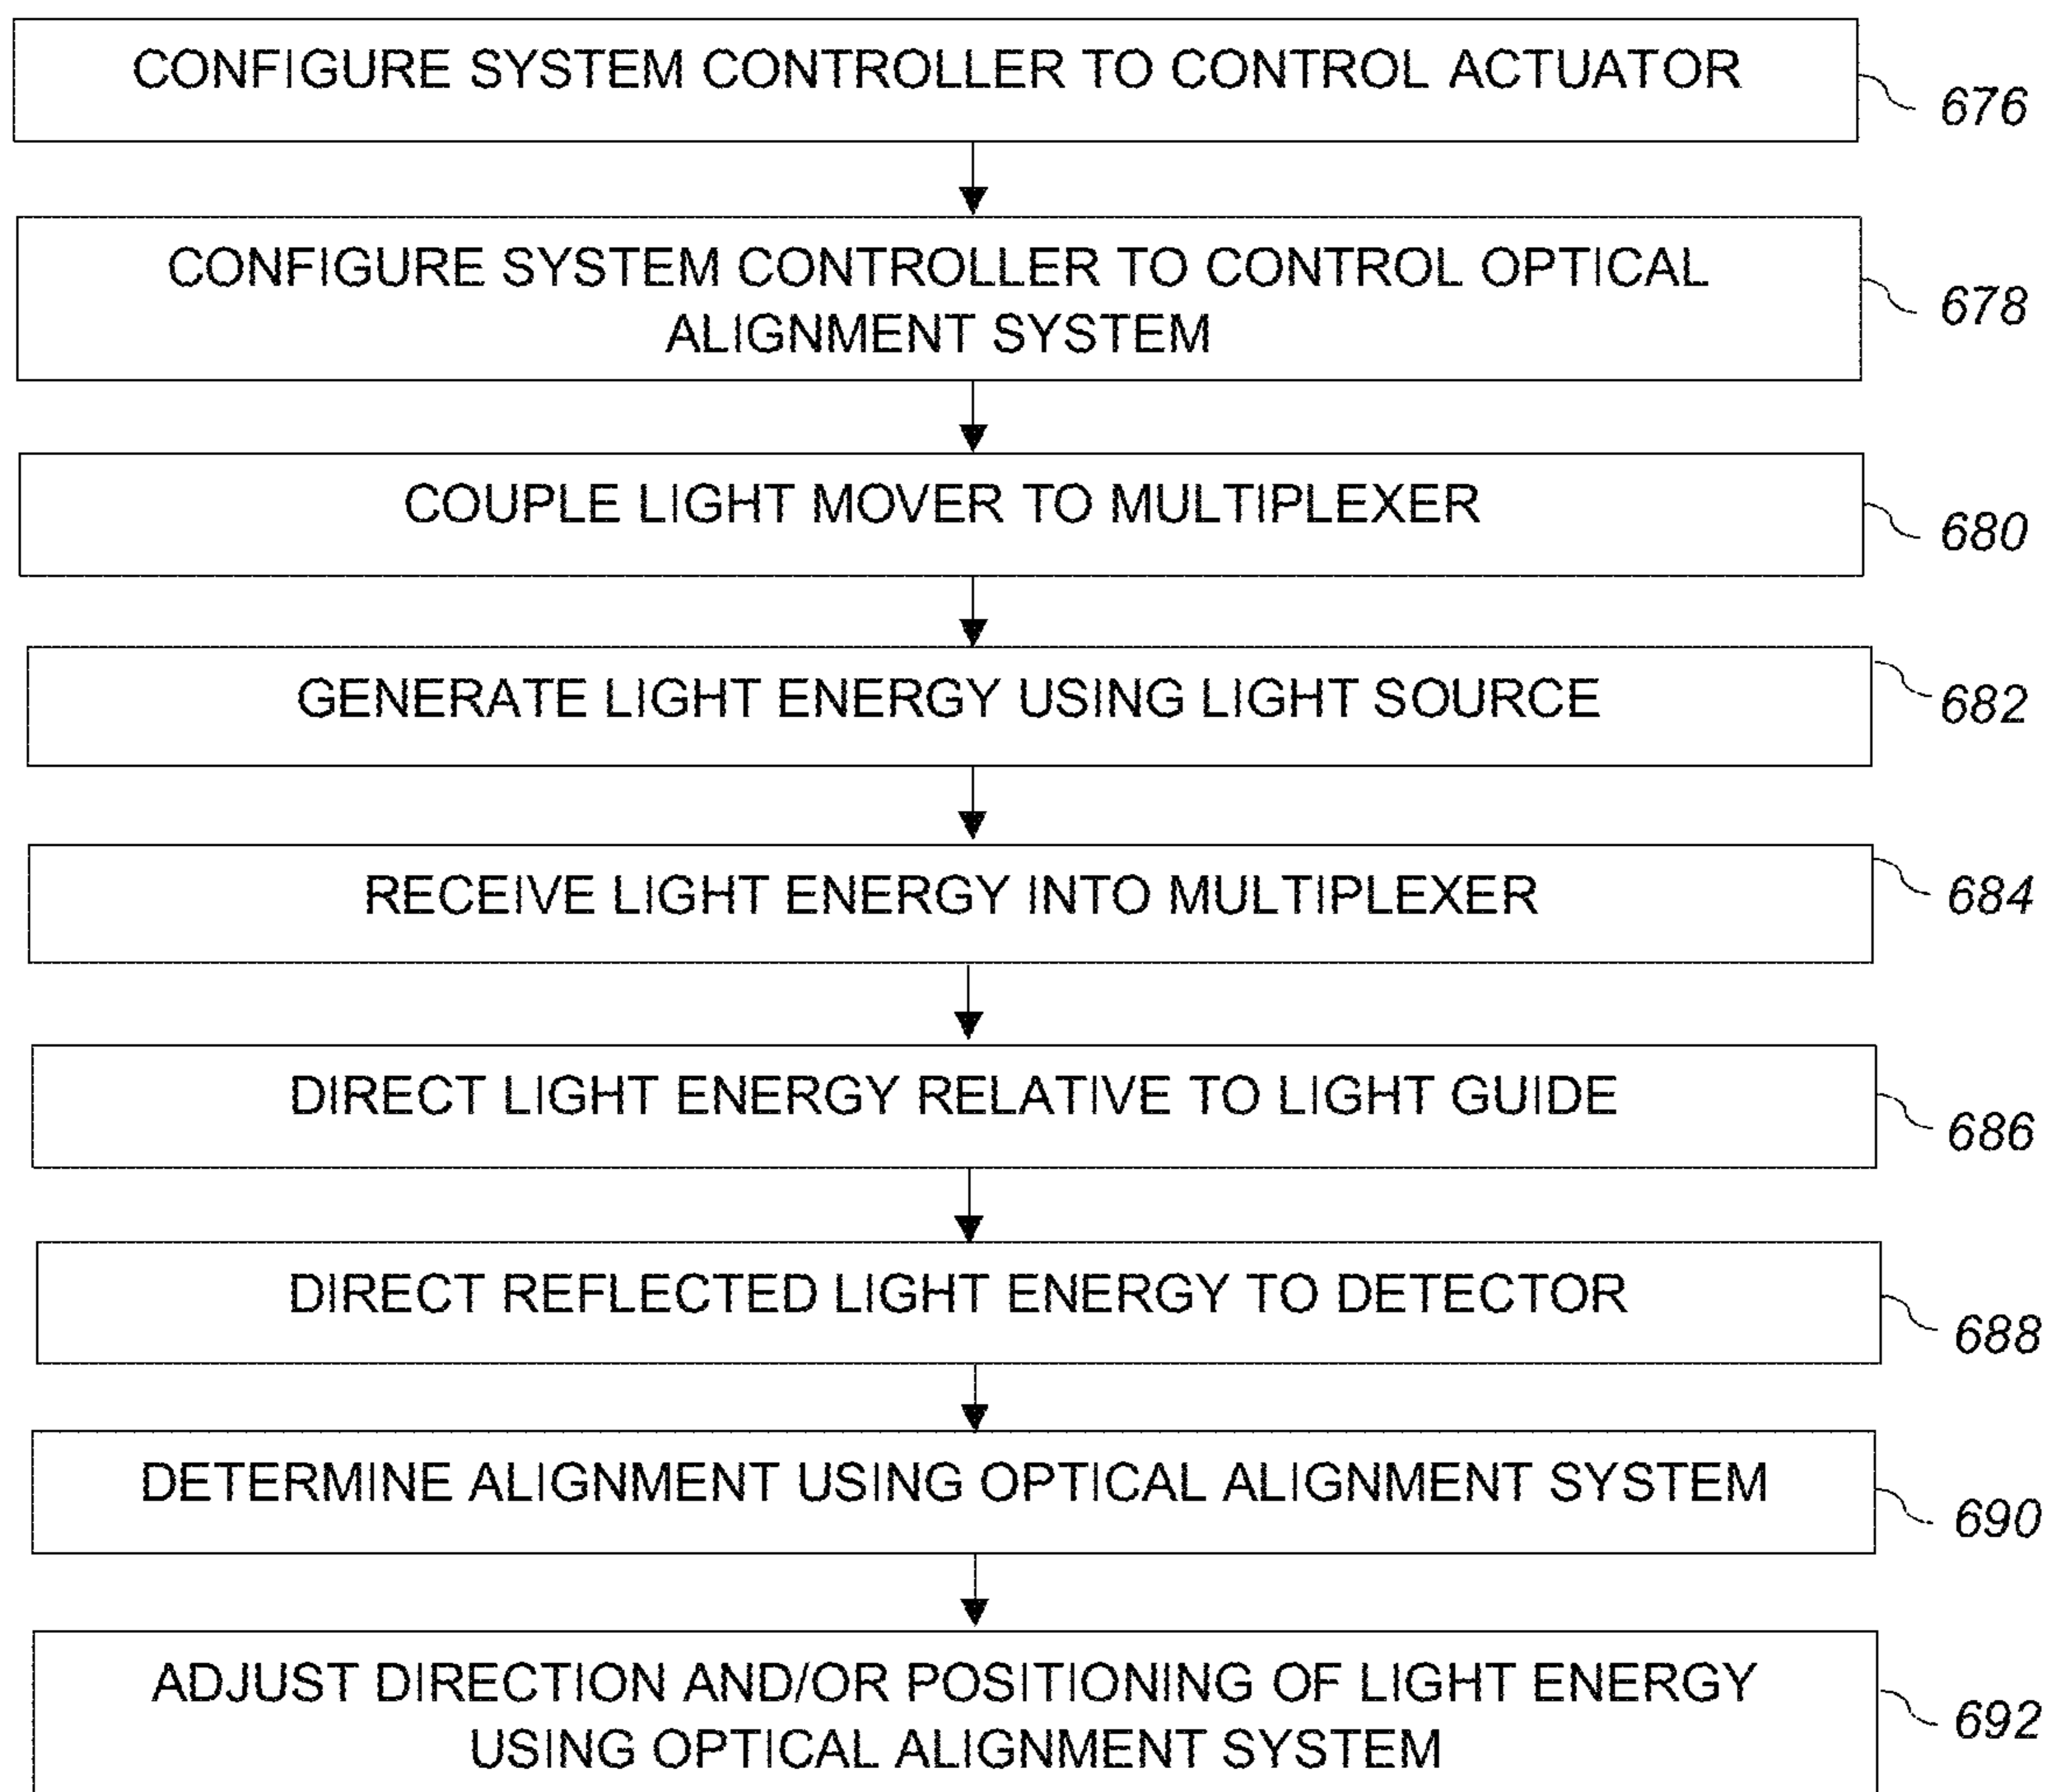 CONFIGURE SYSTEM CONTROLLER TO CONTROL ACTUATOR
676
CONFIGURE SYSTEM CONTROLLER TO CONTROL OPTICAL
ALIGNMENT SYSTEM
678
COUPLE LIGHT MOVER TO MULTIPLEXER
680
GENERATE LIGHT ENERGY USING LIGHT SOURCE
682
RECEIVE LIGHT ENERGY INTO MULTIPLEXER
684
DIRECT LIGHT ENERGY RELATIVE TO LIGHT GUIDE
686
DIRECT REFLECTED LIGHT ENERGY TO DETECTOR
688
DETERMINE ALIGNMENT USING OPTICAL ALIGNMENT SYSTEM
690
ADJUST DIRECTION AND/OR POSITIONING OF LIGHT ENERGY
USING OPTICAL ALIGNMENT SYSTEM
692